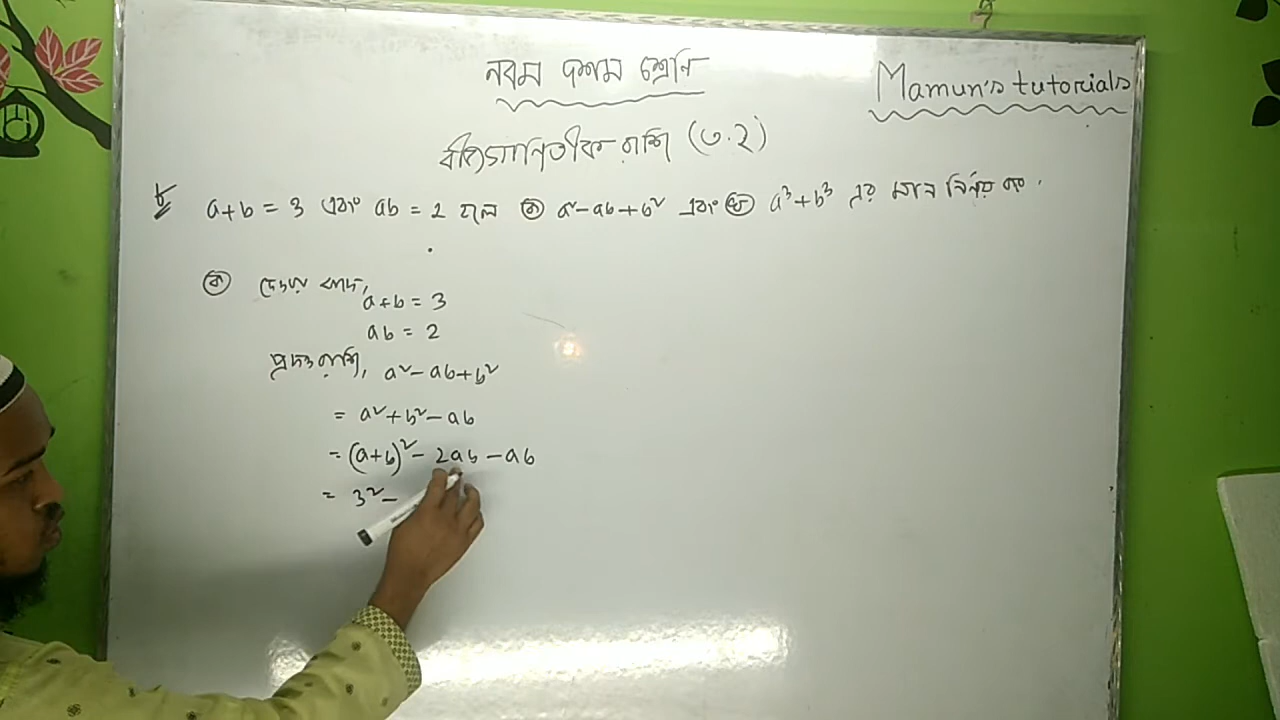 নবম দশম শ্রেণি
Mamun's tutorials
বীজগাণিতীক রাশি (৩.২)
৮ a+b = 3 এবং ab = 2 হলে (ক) a²-ab+b² এবং (খ) a³+b³ এর মান নির্ণয় কর.
(ক) দেওয়া আছে,
a+b = 3
ab = 2
প্রদত্ত রাশি, a²-ab+b²
= a²+b²-ab
= (a+b)²- 2ab -ab
= 3²-